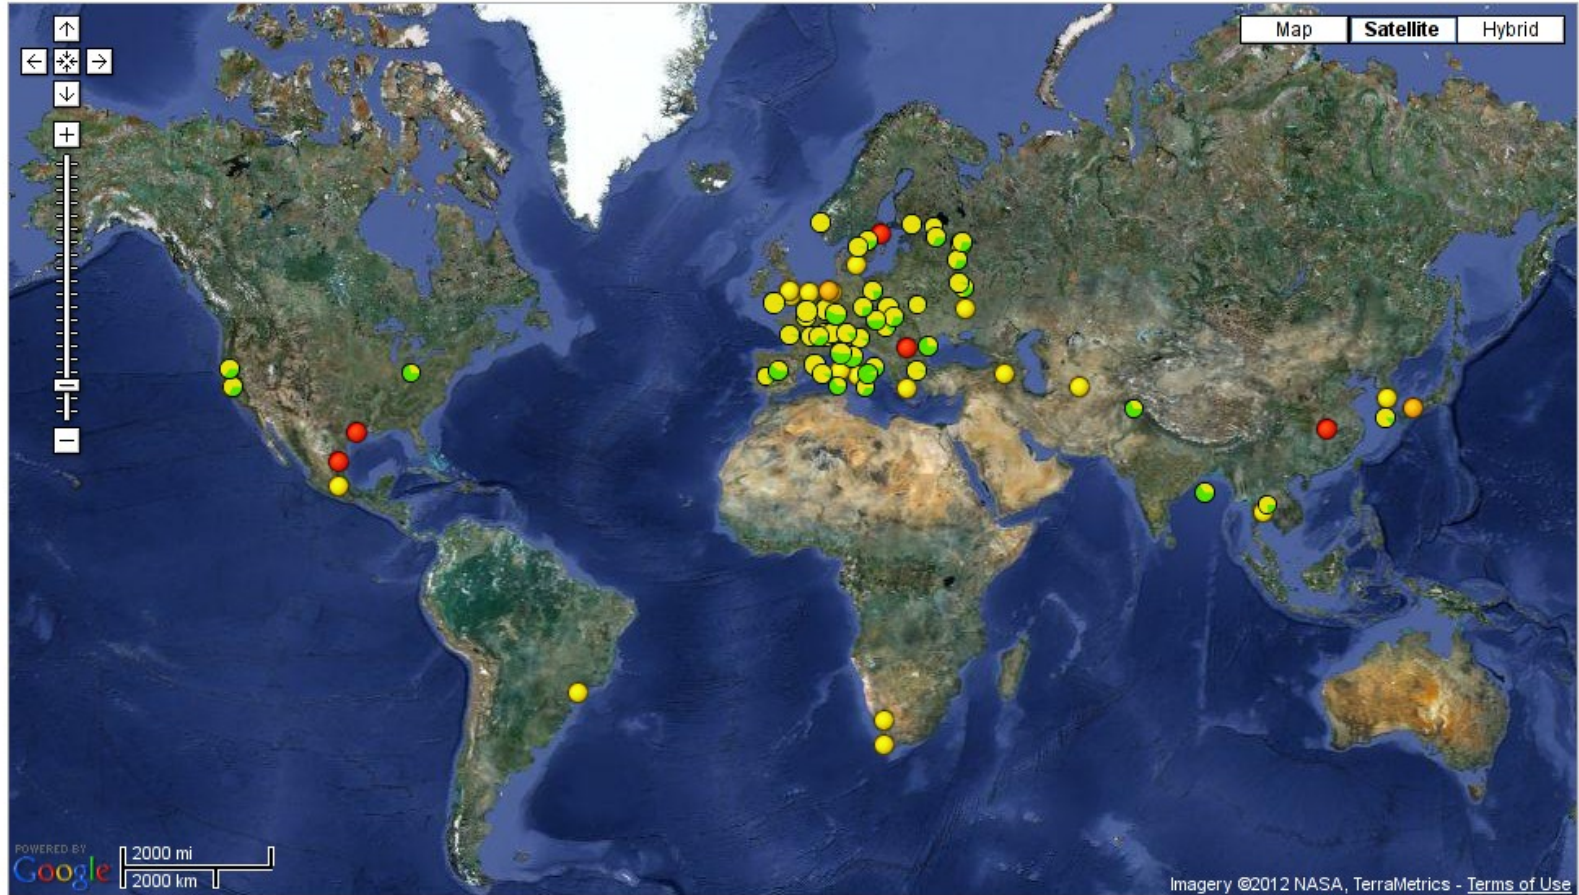 Map Satellite Hybrid
POWERED BY
Google
2000 mi
2000 km
Imagery ©2012 NASA, TerraMetrics - Terms of Use